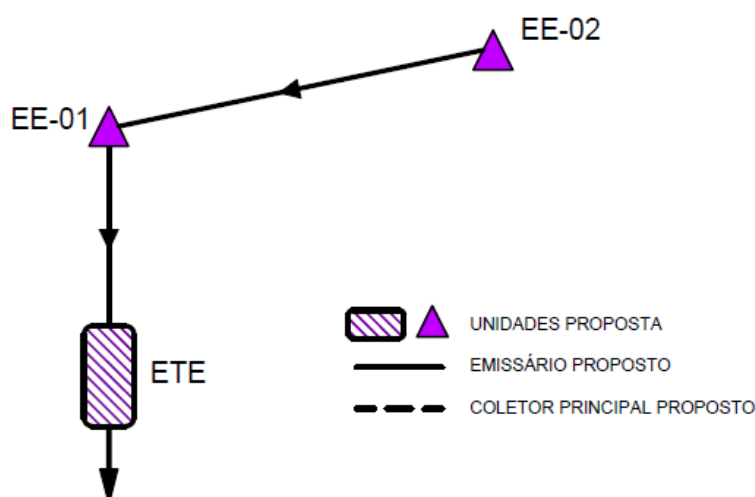 EE-02
EE-01
ETE
UNIDADES PROPOSTA
EMISSÁRIO PROPOSTO
COLETOR PRINCIPAL PROPOSTO